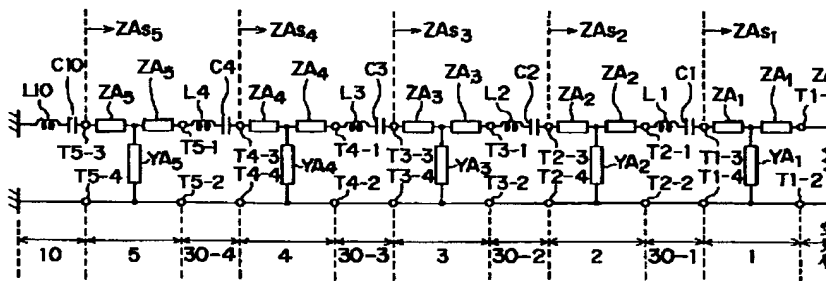 ZAs5 ZAs4 ZAs3 ZAs2 ZAs1
L10 C10 ZA5 ZA5 L4 C4 ZA4 ZA4 L3 C3 ZA3 ZA3 L2 C2 ZA2 ZA2 L1 C1 ZA1 ZA1
T5-3 T5-1 T4-3 T4-1 T3-3 T3-1 T2-3 T2-1 T1-3
YA5 YA4 YA3 YA2 YA1
T5-4 T5-2 T4-4 T4-2 T3-4 T3-2 T2-4 T2-2 T1-4 T1-2
10 5 30-4 4 30-3 3 30-2 2 30-1 1